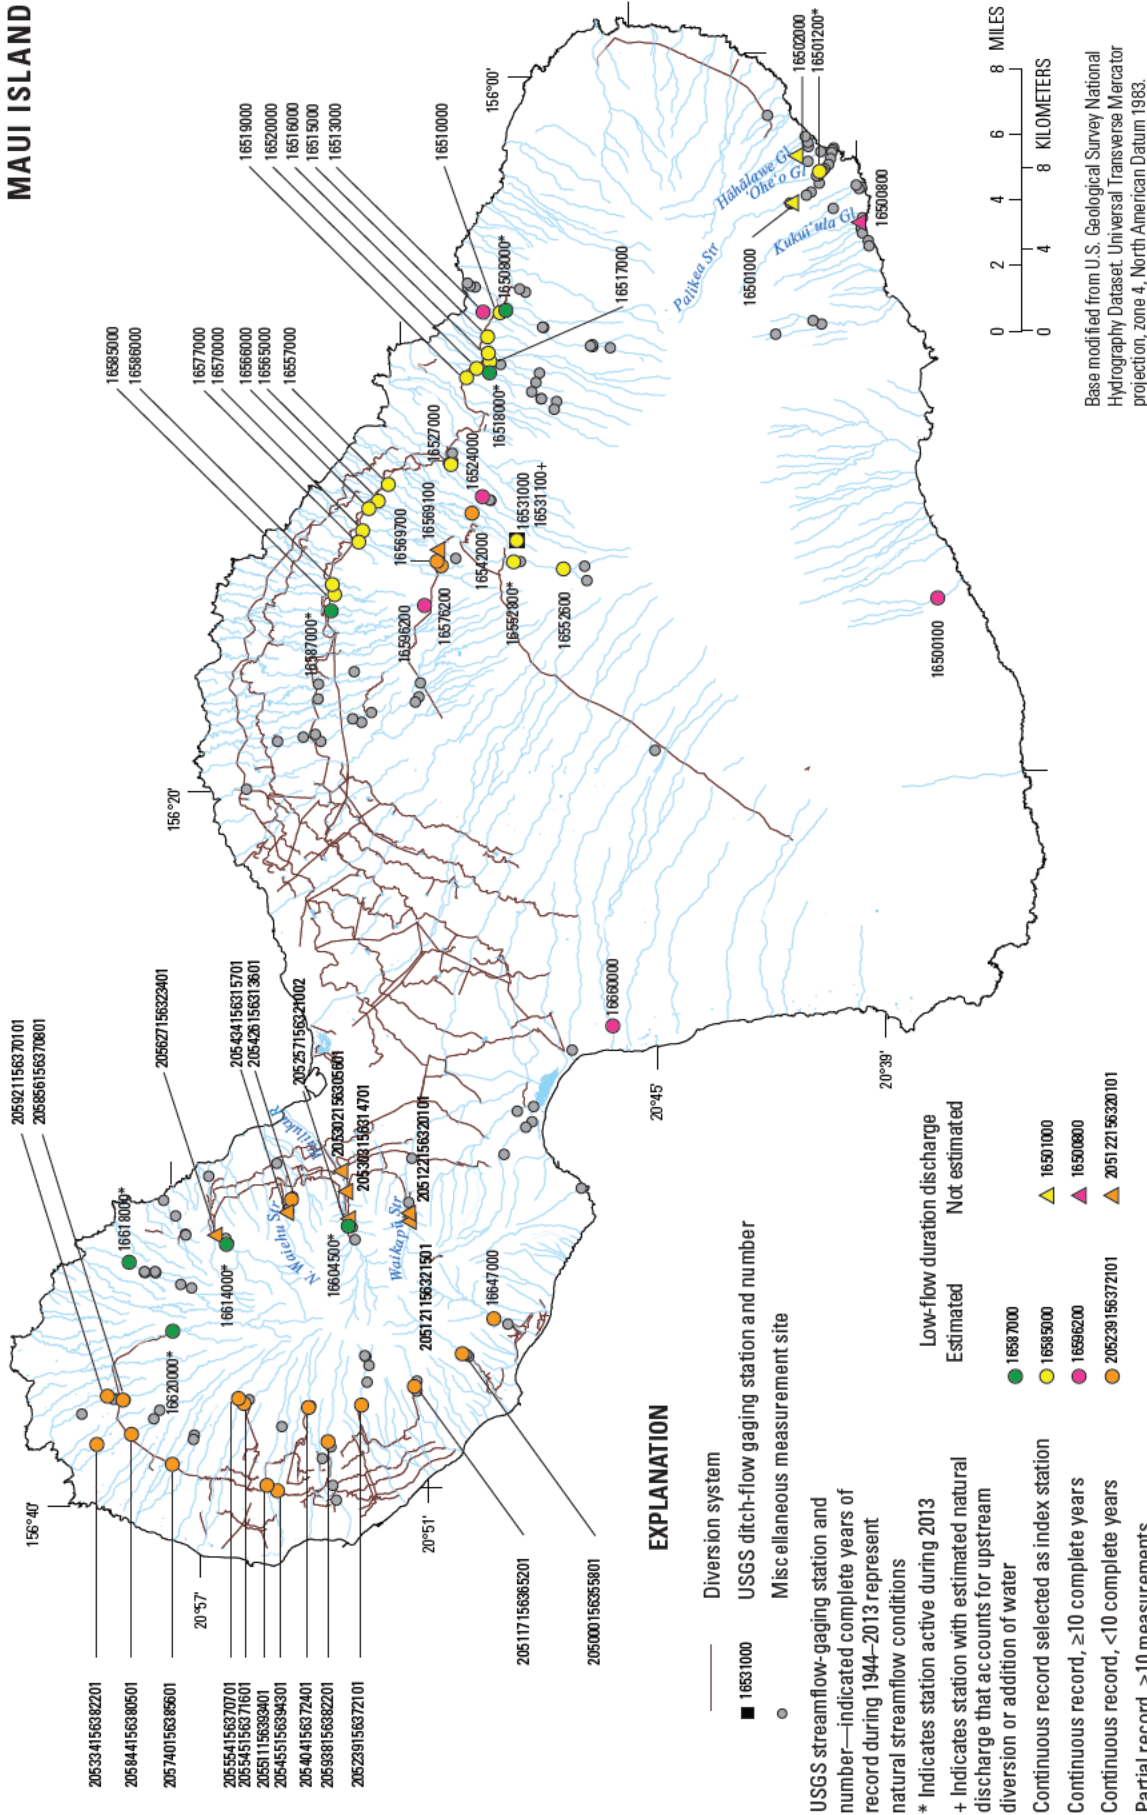 MAUI ISLAND
16519000
16520000
16516000
16515000
16513000
16510000
156°00'
16585000
16586000
16577000
16570000
16566000
16565000
16557000
16508000*
16517000
16518000*
16527000
16524000
16569100
16569700
16531000
16531100+
16542000
16552800*
16552600
16576200
16596200
16587000*
Hāhālawe Gl
'Ohe'o Gl
Palikea Str
Kukui'ula Gl
16502000
16501200*
16501000
16500800
16500100
156°20'
16660000
20°45'
20°39'
205921156370101
205856156370801
205627156323401
205434156315701
205426156313601
205257156321002
205302156305601
205303156314701
205122156320101
16618000*
16614000*
16620000*
16604500*
N. Waiehu Str
Waikapū Str
205121156321501
16647000
156°40'
20°57'
20°51'
205334156382201
205844156380501
205740156385601
205554156370701
205545156371601
205511156383401
205455156394301
205404156372401
205938156382201
205239156372101
205117156365201
205000156355801
0 2 4 6 8 MILES
0 4 8 KILOMETERS
Base modified from U.S. Geological Survey National
Hydrography Dataset. Universal Transverse Mercator
projection, zone 4, North American Datum 1983.
EXPLANATION
Diversion system
16531000 USGS ditch-flow gaging station and number
Miscellaneous measurement site
USGS streamflow-gaging station and
number—indicated complete years of
record during 1944–2013 represent
natural streamflow conditions
* Indicates station active during 2013
+ Indicates station with estimated natural
discharge that accounts for upstream
diversion or addition of water
Low-flow duration discharge
Estimated Not estimated
Continuous record selected as index station 16587000
Continuous record, ≥10 complete years 16585000 16501000
Continuous record, <10 complete years 16596200 16500800
Partial record, ≥10 measurements 205239156372101 205122156320101